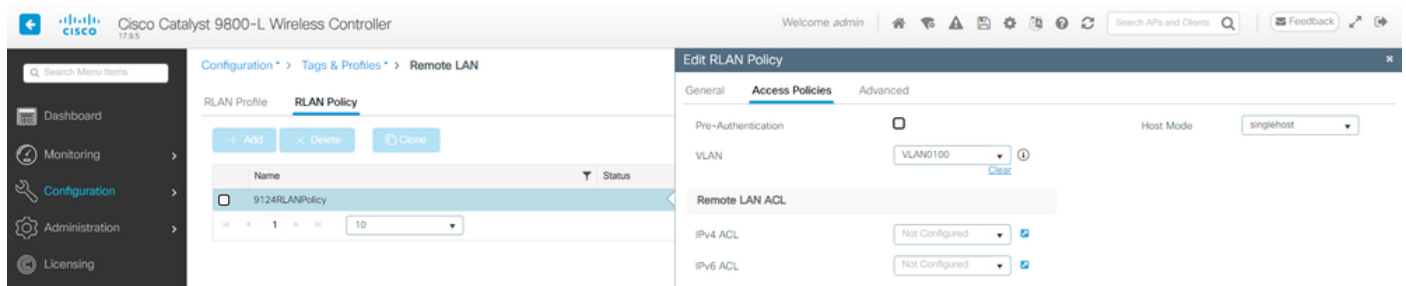 CISCO
Cisco Catalyst 9800-L Wireless Controller
17.9.5
Welcome admin
Search APs and Clients
Feedback
Search Menu Items
Dashboard
Monitoring
Configuration
Administration
Licensing
Configuration > Tags & Profiles > Remote LAN
RLAN Profile RLAN Policy
+ Add × Delete Clone
Name Status
9124RLANPolicy
1 10
Edit RLAN Policy
General Access Policies Advanced
Pre-Authentication
Host Mode singlehost
VLAN VLAN0100
Clear
Remote LAN ACL
IPv4 ACL Not Configured
IPv6 ACL Not Configured